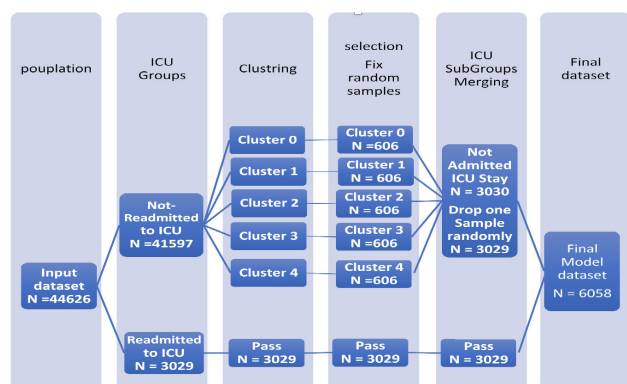 pouplation
ICU
Groups
Clustring
selection
Fix
random
samples
ICU
SubGroups
Merging
Final
dataset
Input
dataset
N =44626
Not-
Readmitted
to ICU
N =41597
Readmitted
to ICU
N = 3029
Cluster 0
Cluster 1
Cluster 2
Cluster 3
Cluster 4
Pass
N = 3029
Cluster 0
N =606
Cluster 1
N = 606
Cluster 2
N =606
Cluster 3
N =606
Cluster 4
N =606
Pass
N = 3029
Not
Admitted
ICU Stay
N = 3030
Drop one
Sample
randomly
N = 3029
Pass
N = 3029
Final
Model
dataset
N = 6058